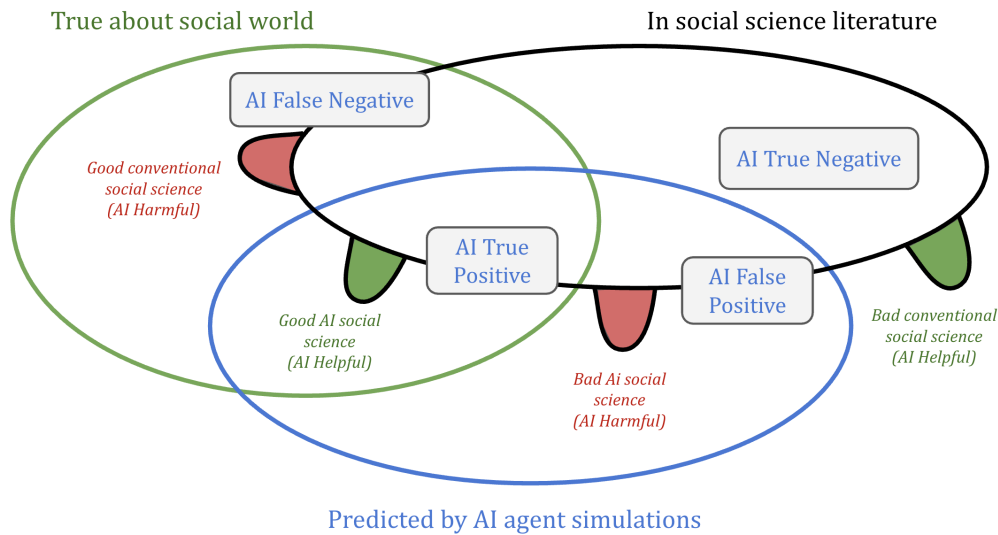 True about social world
In social science literature
AI False Negative
AI True Negative
Good conventional
social science
(AI Harmful)
AI True
Positive
AI False
Positive
Good AI social
science
(AI Helpful)
Bad conventional
social science
(AI Helpful)
Bad Ai social
science
(AI Harmful)
Predicted by AI agent simulations